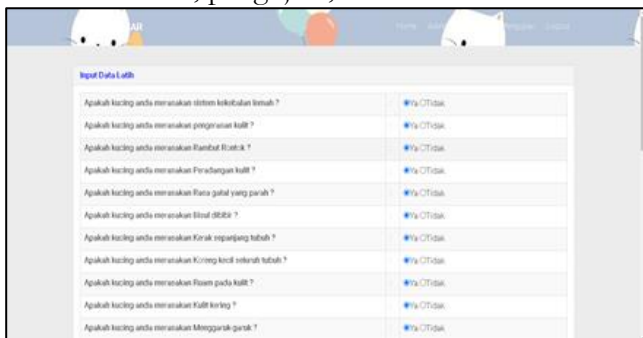 AR
Home
Input Data Latih
Apakah kucing anda merasakan sistem kekebalan lemah ? Ya Tidak
Apakah kucing anda merasakan pengerasan kulit ? Ya Tidak
Apakah kucing anda merasakan Rambut Rontok ? Ya Tidak
Apakah kucing anda merasakan Peradangan kulit ? Ya Tidak
Apakah kucing anda merasakan Rasa gatal yang parah ? Ya Tidak
Apakah kucing anda merasakan Bisul dibibir ? Ya Tidak
Apakah kucing anda merasakan Kerak sepanjang tubuh ? Ya Tidak
Apakah kucing anda merasakan Koreng kecil seluruh tubuh ? Ya Tidak
Apakah kucing anda merasakan Ruam pada kulit ? Ya Tidak
Apakah kucing anda merasakan Kulit kering ? Ya Tidak
Apakah kucing anda merasakan Menggaruk-garuk ? Ya Tidak